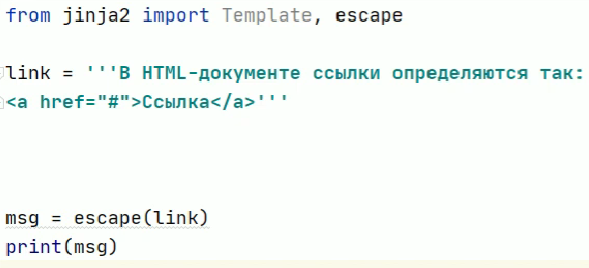 from jinja2 import Template, escape
link = '''В HTML-документе ссылки определяются так:
<a href="#">Ссылка</a>'''
msg = escape(link)
print(msg)